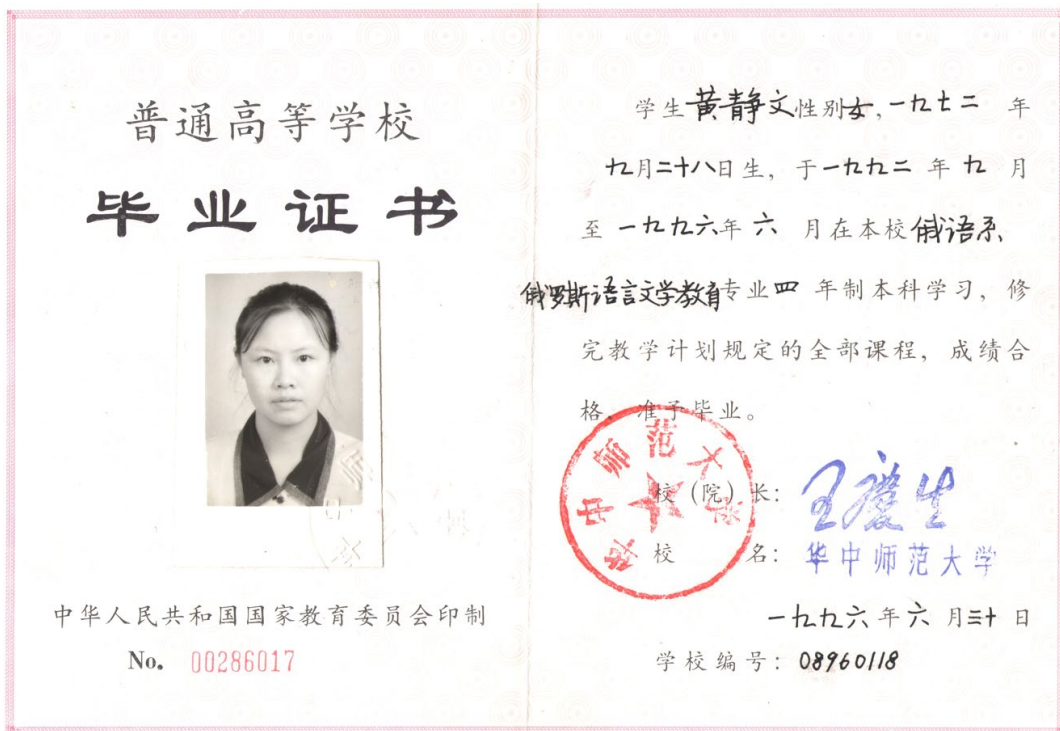 普通高等学校
毕业证书
中华人民共和国国家教育委员会印制
No. 00286017
学生黄静文性别女，一九七二 年
九月二十八日生，于一九九二 年 九 月
至 一九九六年 六 月在本校俄语系
俄罗斯语言文学教育专业四 年制本科学习，修
完教学计划规定的全部课程，成绩合
格，准予毕业。
华中师范大学
校（院）长：王庆生
校 名：华中师范大学
一九九六年六 月三十 日
学校编号：08960118